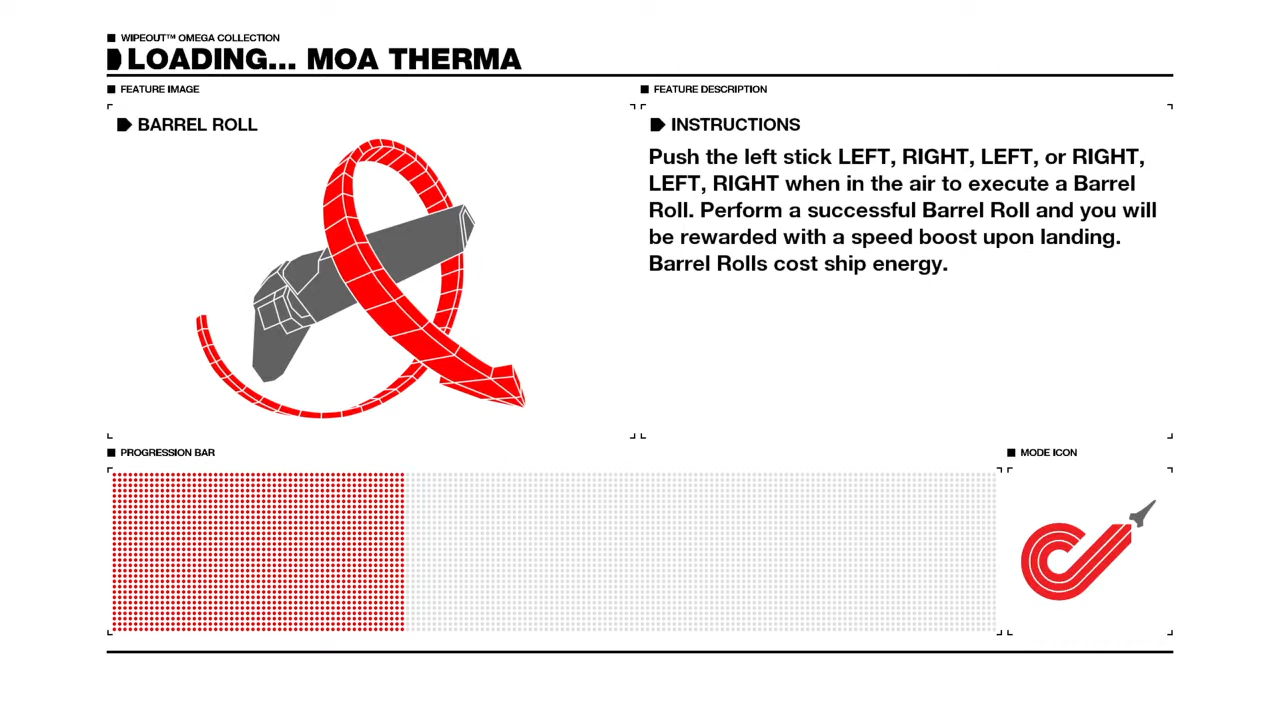 WIPEOUT™ OMEGA COLLECTION
LOADING... MOA THERMA
FEATURE IMAGE
BARREL ROLL
FEATURE DESCRIPTION
INSTRUCTIONS
Push the left stick LEFT, RIGHT, LEFT, or RIGHT,
LEFT, RIGHT when in the air to execute a Barrel
Roll. Perform a successful Barrel Roll and you will
be rewarded with a speed boost upon landing.
Barrel Rolls cost ship energy.
PROGRESSION BAR
MODE ICON